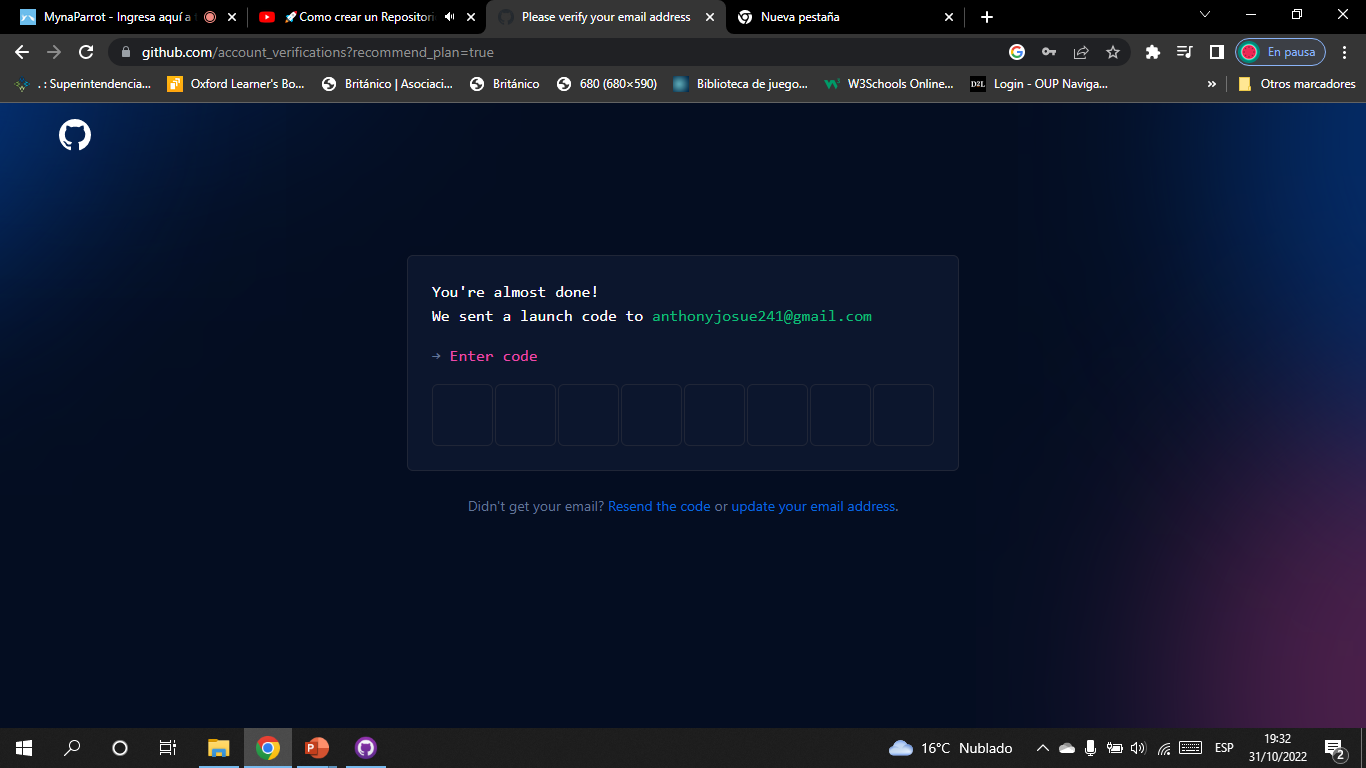 MynaParrot - Ingresa aquí a
Como crear un Repositori
Please verify your email address
Nueva pestaña
github.com/account_verifications?recommend_plan=true
En pausa
. : Superintendencia...
Oxford Learner's Bo...
Británico | Asociaci...
Británico
680 (680×590)
Biblioteca de juego...
W3Schools Online...
D2L
Login - OUP Naviga...
»
Otros marcadores
You're almost done!
We sent a launch code to anthonyjosue241@gmail.com
→ Enter code
Didn't get your email? Resend the code or update your email address.
16°C Nublado
ESP
19:32
31/10/2022
2